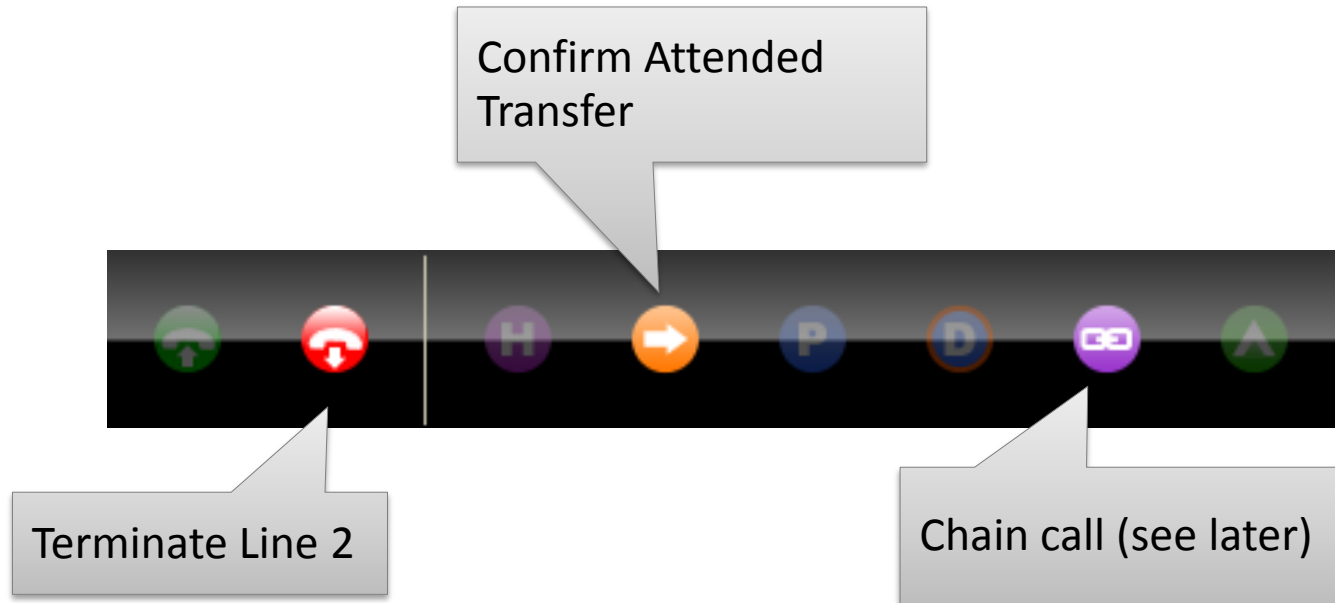 Confirm Attended
Transfer
H
P
D
Terminate Line 2
Chain call (see later)